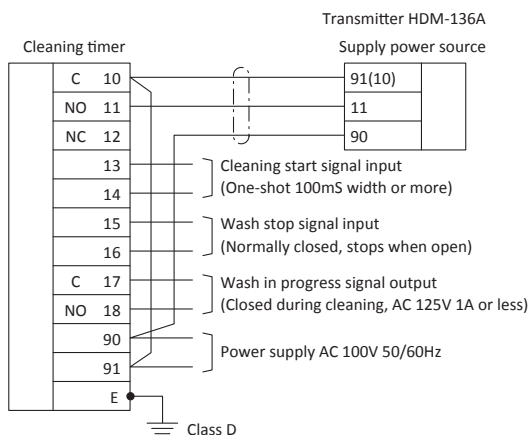 Transmitter HDM-136A
Cleaning timer
Supply power source
C 10
91(10)
NO 11
11
NC 12
90
13
Cleaning start signal input
14
(One-shot 100mS width or more)
15
Wash stop signal input
16
(Normally closed, stops when open)
C 17
Wash in progress signal output
NO 18
(Closed during cleaning, AC 125V 1A or less)
90
Power supply AC 100V 50/60Hz
91
E
Class D